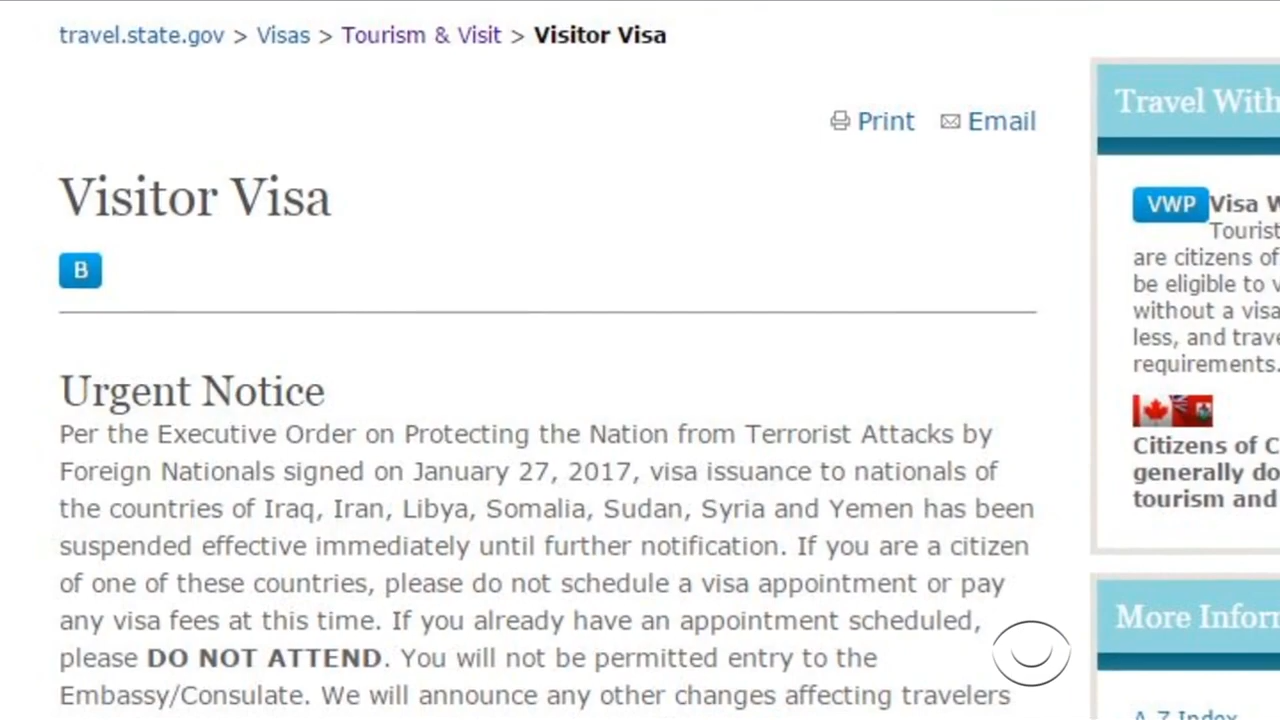 travel.state.gov > Visas > Tourism & Visit > Visitor Visa
Print Email
Visitor Visa
B
Urgent Notice
Per the Executive Order on Protecting the Nation from Terrorist Attacks by
Foreign Nationals signed on January 27, 2017, visa issuance to nationals of
the countries of Iraq, Iran, Libya, Somalia, Sudan, Syria and Yemen has been
suspended effective immediately until further notification. If you are a citizen
of one of these countries, please do not schedule a visa appointment or pay
any visa fees at this time. If you already have an appointment scheduled,
please DO NOT ATTEND. You will not be permitted entry to the
Embassy/Consulate. We will announce any other changes affecting travelers
Travel With
VWP Visa W
Tourist
are citizens of
be eligible to v
without a visa
less, and trave
requirements.
Citizens of C
generally do
tourism and
More Inforr
A-Z Index